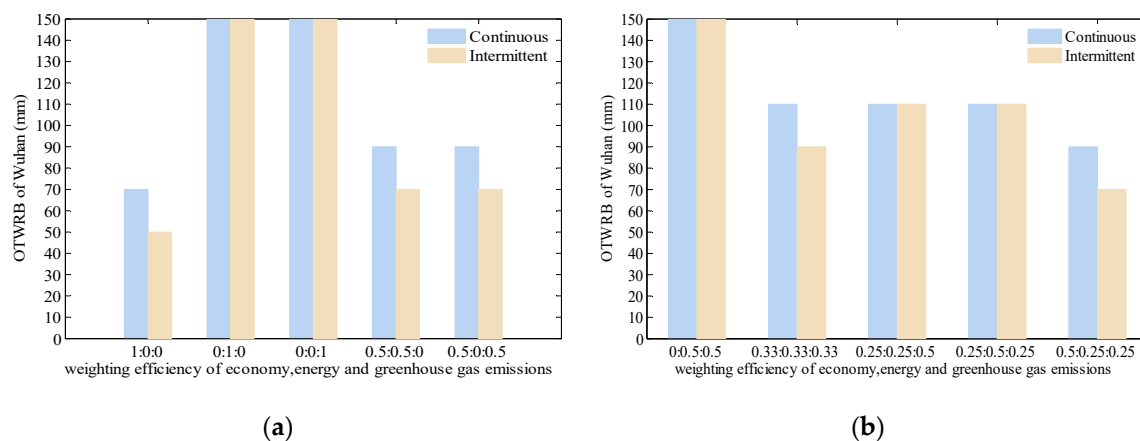 150
140
130
120
110
100
90
80
70
60
50
40
30
20
10
0
OTWRB of Wuhan (mm)
Continuous
Intermittent
1:0:0 0:1:0 0:0:1 0.5:0.5:0 0.5:0:0.5
weighting efficiency of economy,energy and greenhouse gas emissions
(a)
150
140
130
120
110
100
90
80
70
60
50
40
30
20
10
0
OTWRB of Wuhan (mm)
Continuous
Intermittent
0:0.5:0.5 0.33:0.33:0.33 0.25:0.25:0.5 0.25:0.5:0.25 0.5:0.25:0.25
weighting efficiency of economy,energy and greenhouse gas emissions
(b)